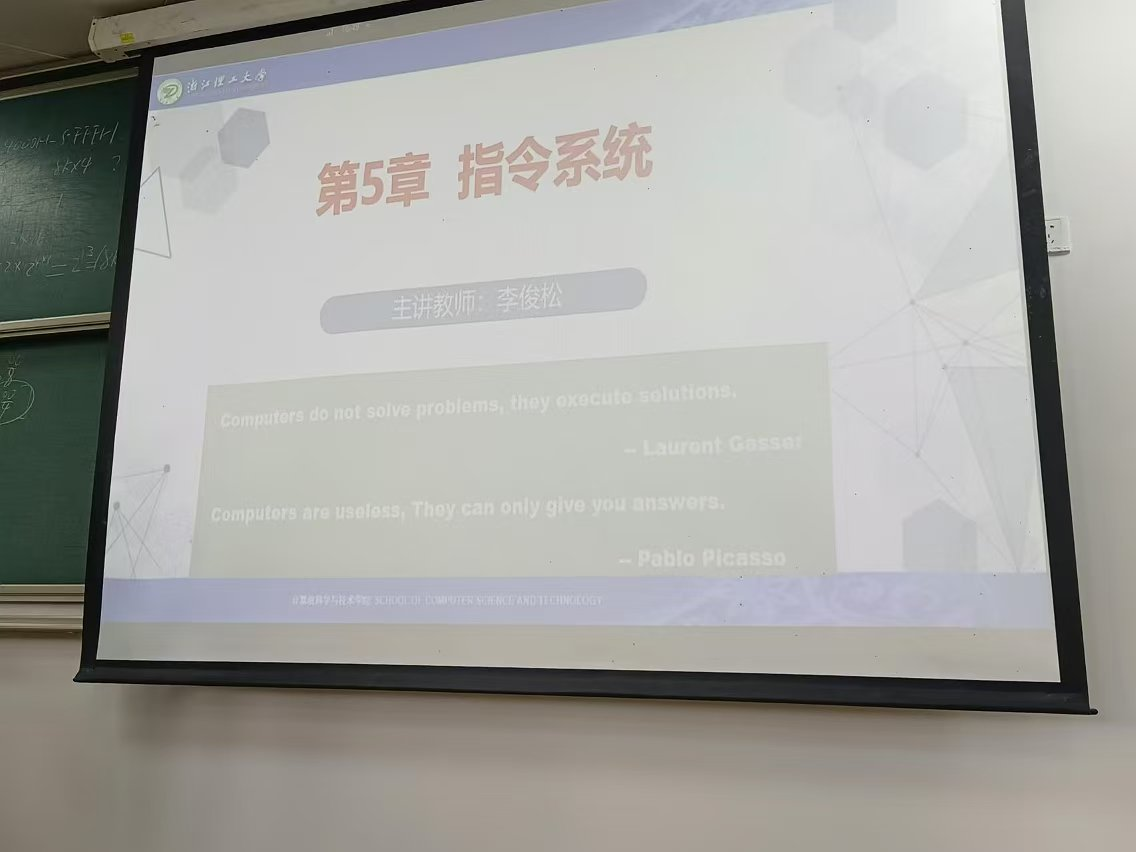 浙江理工大学
第5章 指令系统
主讲教师：李俊松
Computers do not solve problems, they execute solutions.
– Laurent Gasser
Computers are useless, They can only give you answers.
– Pablo Picasso
计算机科学与技术学院 SCHOOL OF COMPUTER SCIENCE AND TECHNOLOGY
8K×4 ?